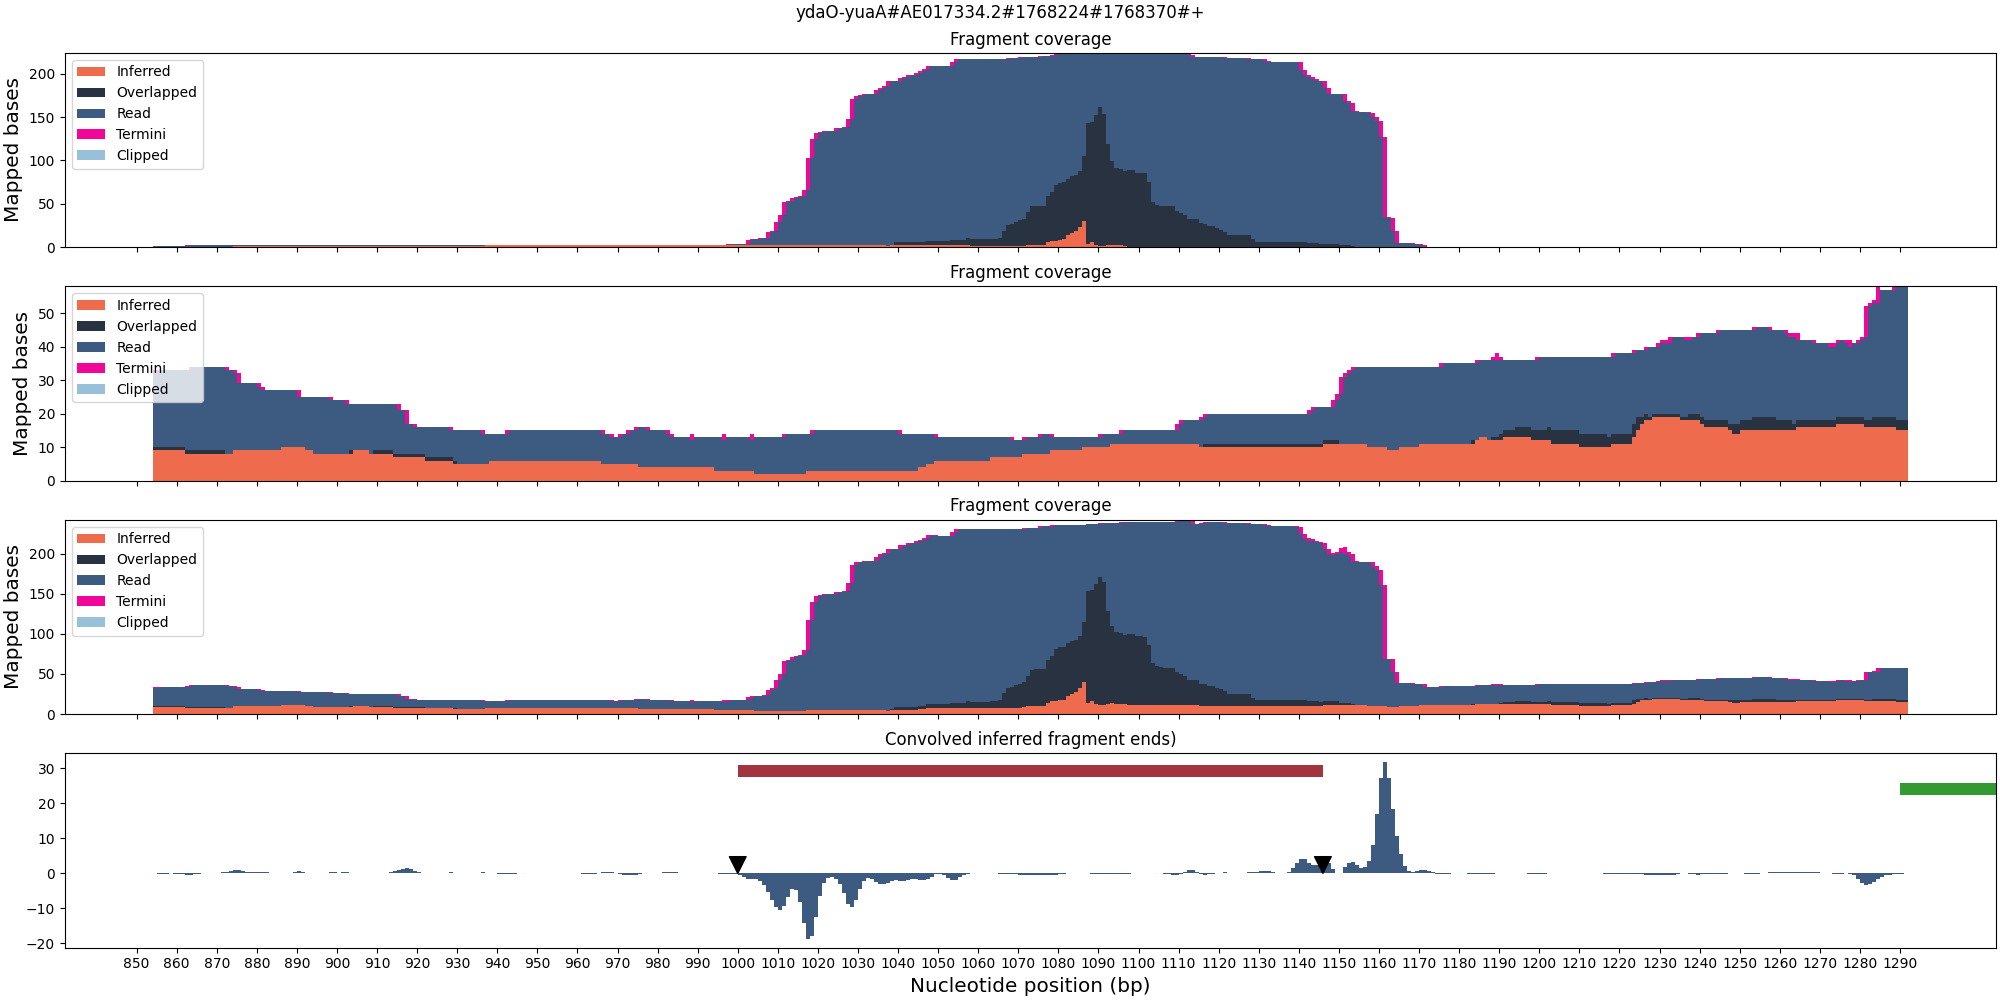 ydaO-yuaA#AE017334.2#1768224#1768370#+
Fragment coverage
Mapped bases
200
150
100
50
0
Inferred
Overlapped
Read
Termini
Clipped
Fragment coverage
Mapped bases
50
40
30
20
10
0
Inferred
Overlapped
Read
Termini
Clipped
Fragment coverage
Mapped bases
200
150
100
50
0
Inferred
Overlapped
Read
Termini
Clipped
Convolved inferred fragment ends)
30
20
10
0
−10
−20
850 860 870 880 890 900 910 920 930 940 950 960 970 980 990 1000 1010 1020 1030 1040 1050 1060 1070 1080 1090 1100 1110 1120 1130 1140 1150 1160 1170 1180 1190 1200 1210 1220 1230 1240 1250 1260 1270 1280 1290
Nucleotide position (bp)